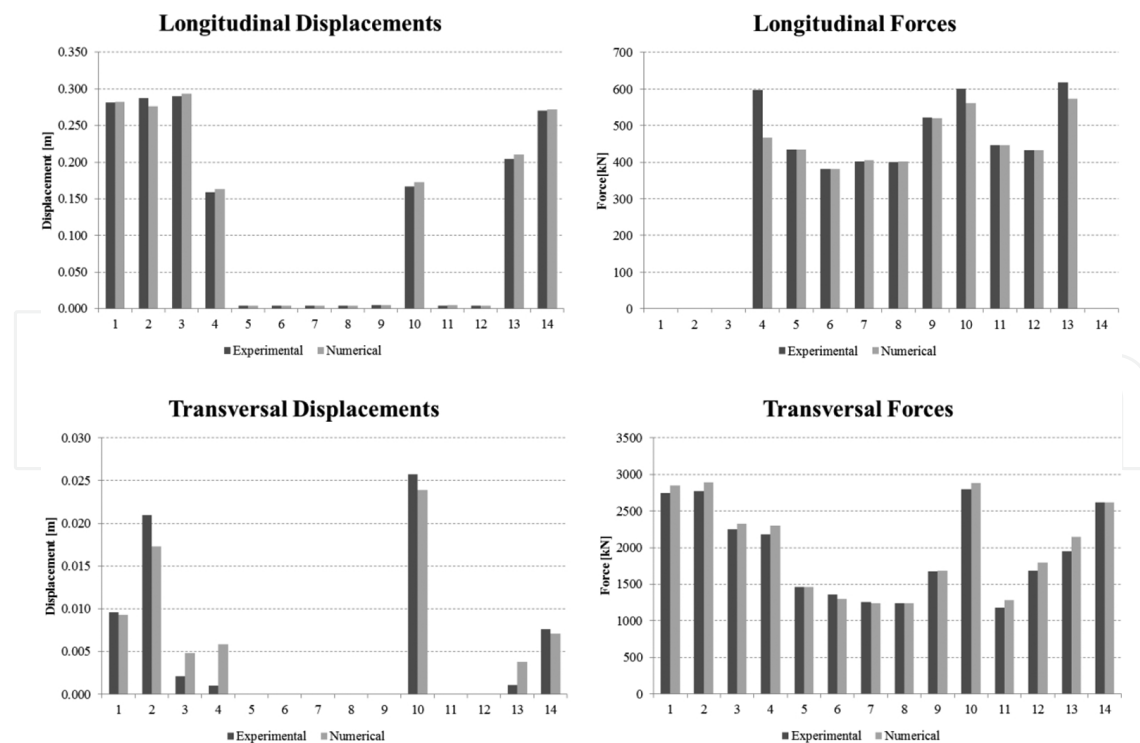 Longitudinal Displacements
0.350
0.300
0.250
0.200
0.150
0.100
0.050
0.000
Displacement [m]
1 2 3 4 5 6 7 8 9 10 11 12 13 14
Experimental Numerical
Longitudinal Forces
700
600
500
400
300
200
100
0
Force[kN]
1 2 3 4 5 6 7 8 9 10 11 12 13 14
Experimental Numerical
Transversal Displacements
0.030
0.025
0.020
0.015
0.010
0.005
0.000
Displacement [m]
1 2 3 4 5 6 7 8 9 10 11 12 13 14
Experimental Numerical
Transversal Forces
3500
3000
2500
2000
1500
1000
500
0
Force [kN]
1 2 3 4 5 6 7 8 9 10 11 12 13 14
Experimental Numerical